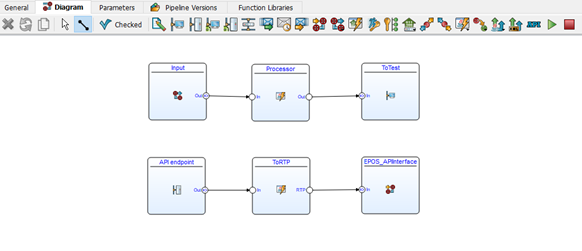 General Diagram Parameters Pipeline Versions Function Libraries
Checked API
Input Processor ToTest
Out In Out In
API endpoint ToRTP EPOS_APIInterface
Out In RTP In